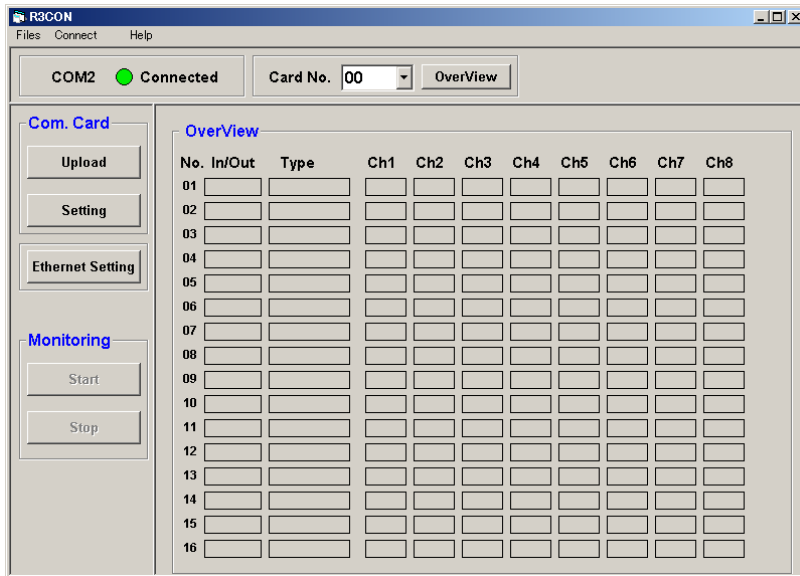 R3CON
Files Connect Help
COM2 Connected Card No. 00 OverView
Com. Card
Upload
Setting
Ethernet Setting
Monitoring
Start
Stop
OverView
No. In/Out Type Ch1 Ch2 Ch3 Ch4 Ch5 Ch6 Ch7 Ch8
01
02
03
04
05
06
07
08
09
10
11
12
13
14
15
16